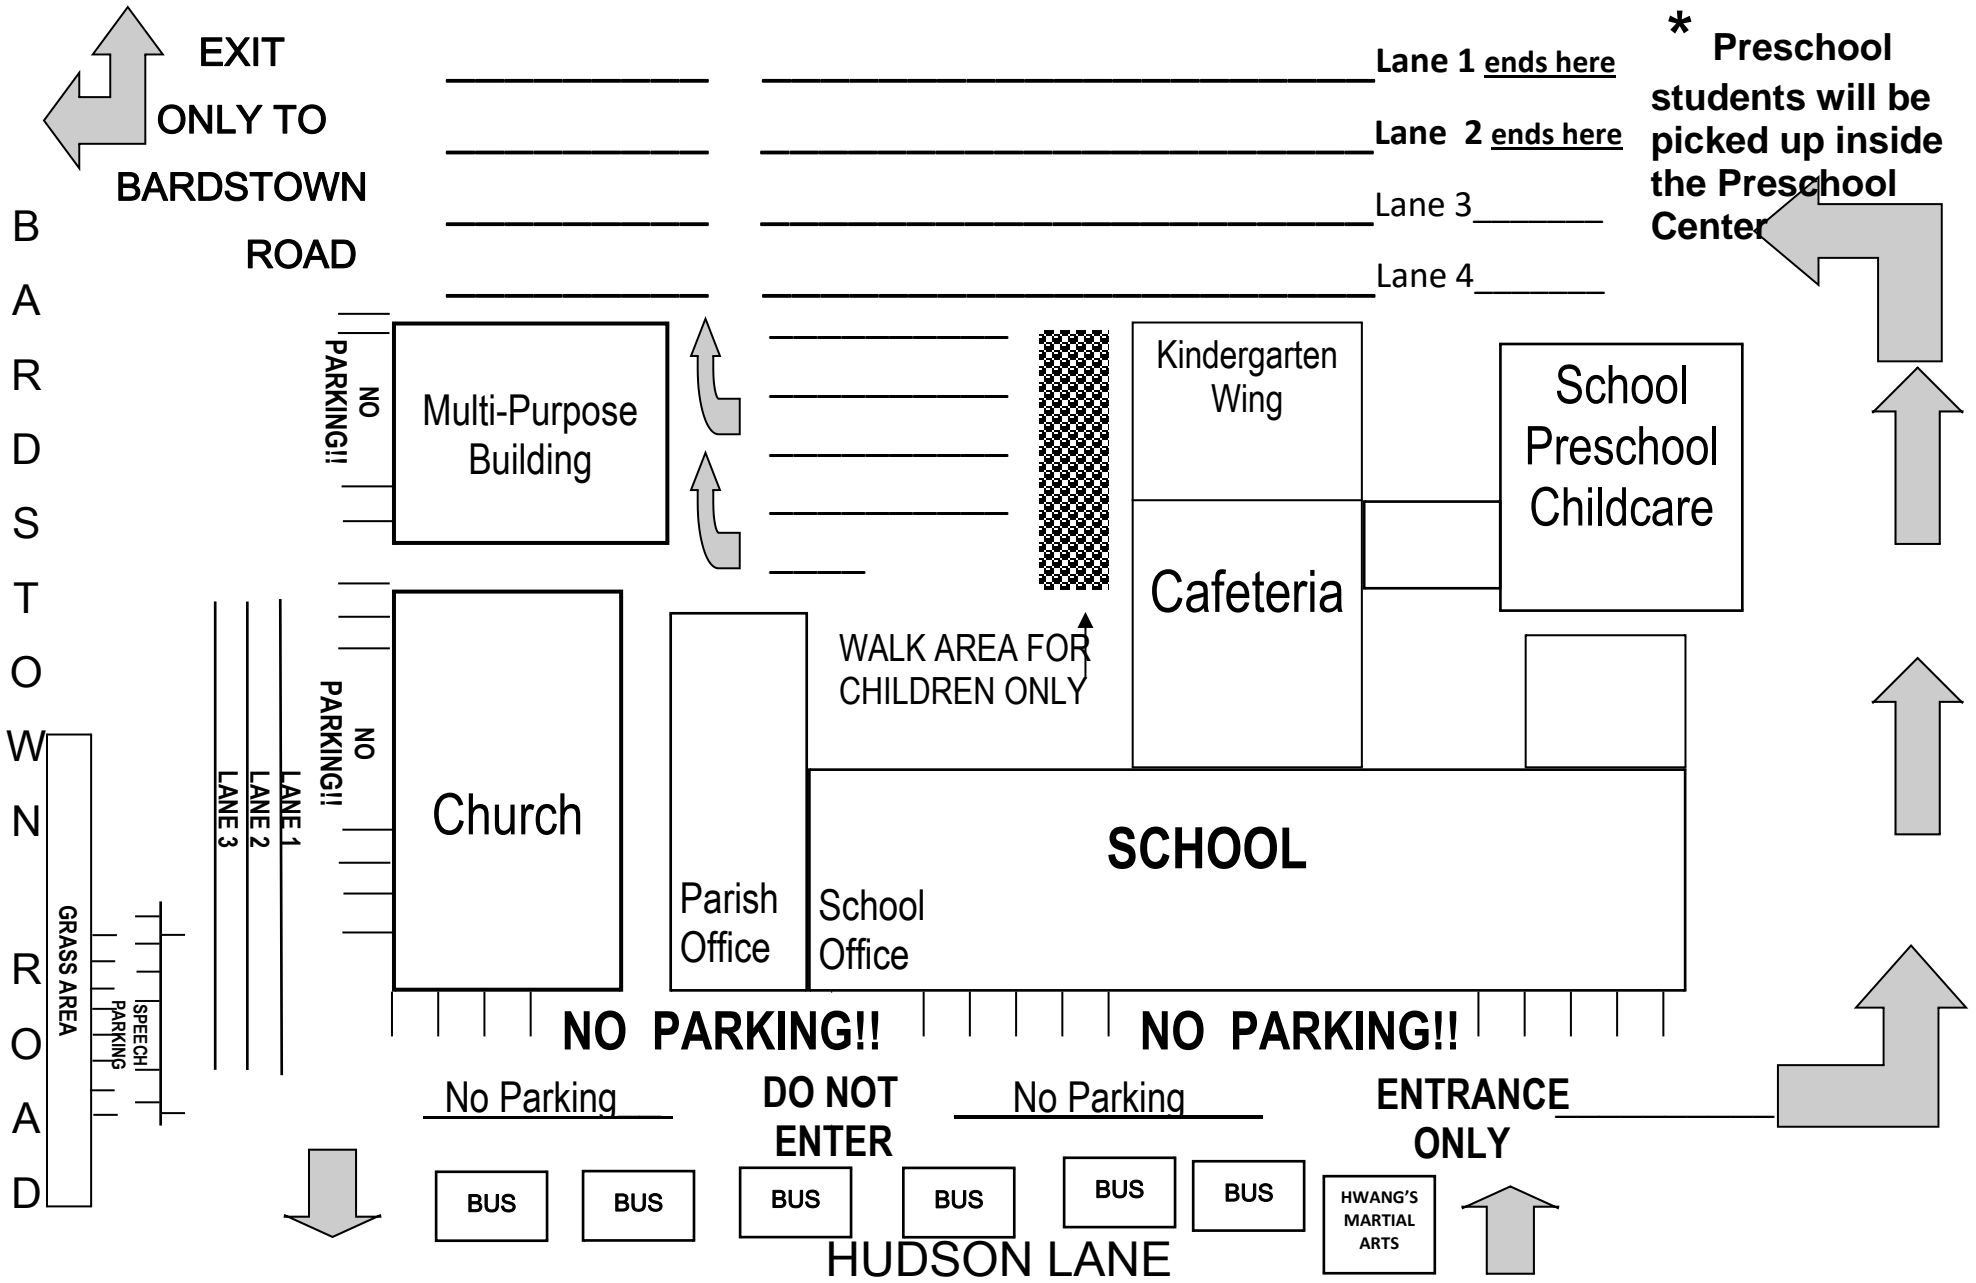 EXIT
ONLY TO
BARDSTOWN
ROAD
Lane 1 ends here
Lane 2 ends here
Lane 3_______
Lane 4_______
* Preschool
students will be
picked up inside
the Preschool
Center
BARDSTOWN ROAD
NO
PARKING!!
Multi-Purpose
Building
Kindergarten
Wing
School
Preschool
Childcare
Cafeteria
WALK AREA FOR
CHILDREN ONLY
NO
PARKING!!
LANE 1
LANE 2
LANE 3
Church
SCHOOL
Parish
Office
School
Office
GRASS AREA
SPEECH
PARKING
NO PARKING!!
NO PARKING!!
No Parking
DO NOT
ENTER
No Parking
ENTRANCE
ONLY
BUS
BUS
BUS
BUS
BUS
BUS
HWANG'S
MARTIAL
ARTS
HUDSON LANE